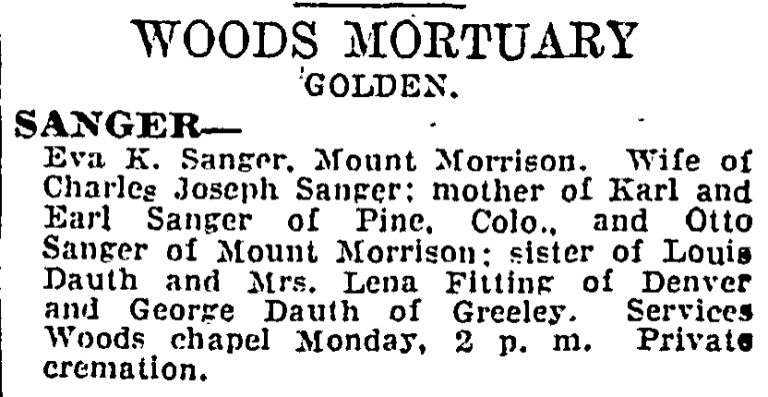 WOODS MORTUARY
GOLDEN.
SANGER—
Eva K. Sanger, Mount Morrison. Wife of
Charles Joseph Sanger; mother of Karl and
Earl Sanger of Pine, Colo., and Otto
Sanger of Mount Morrison; sister of Louis
Dauth and Mrs. Lena Fitting of Denver
and George Dauth of Greeley. Services
Woods chapel Monday, 2 p. m. Private
cremation.